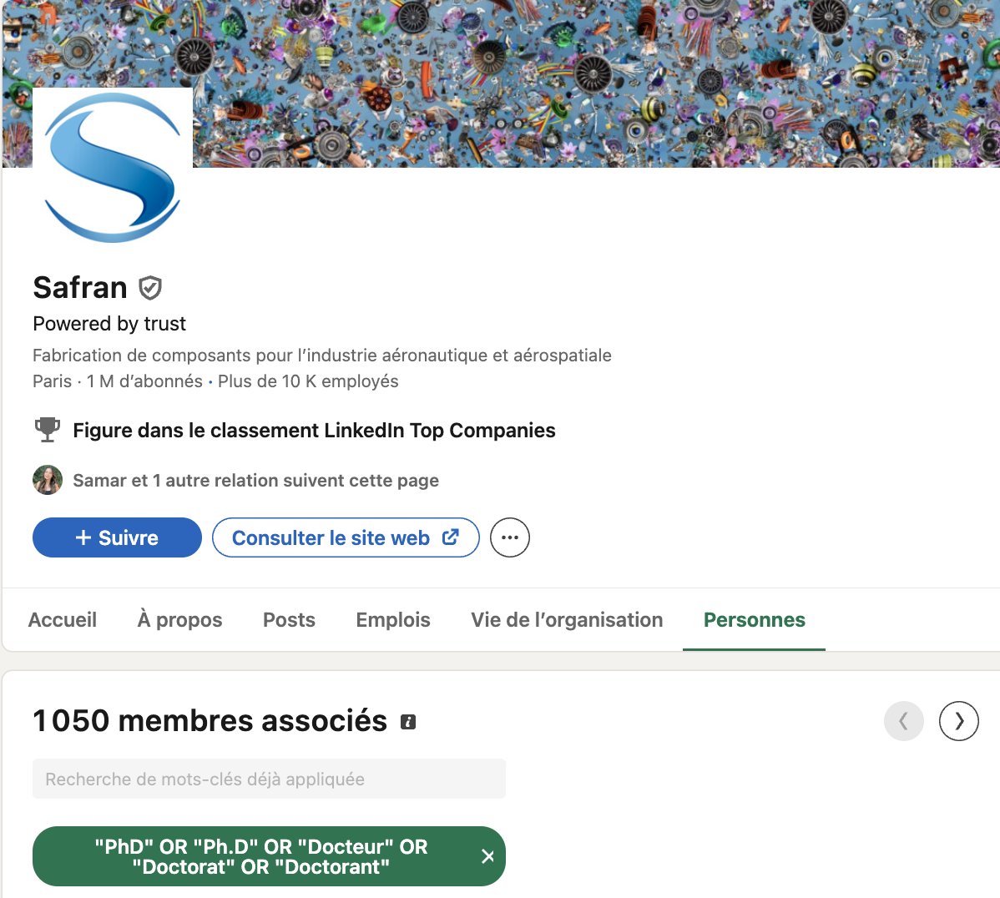 Safran
Powered by trust
Fabrication de composants pour l’industrie aéronautique et aérospatiale
Paris · 1 M d’abonnés · Plus de 10 K employés
Figure dans le classement LinkedIn Top Companies
Samar et 1 autre relation suivent cette page
+ Suivre
Consulter le site web
Accueil
À propos
Posts
Emplois
Vie de l’organisation
Personnes
1 050 membres associés
Recherche de mots-clés déjà appliquée
"PhD" OR "Ph.D" OR "Docteur" OR
"Doctorat" OR "Doctorant"